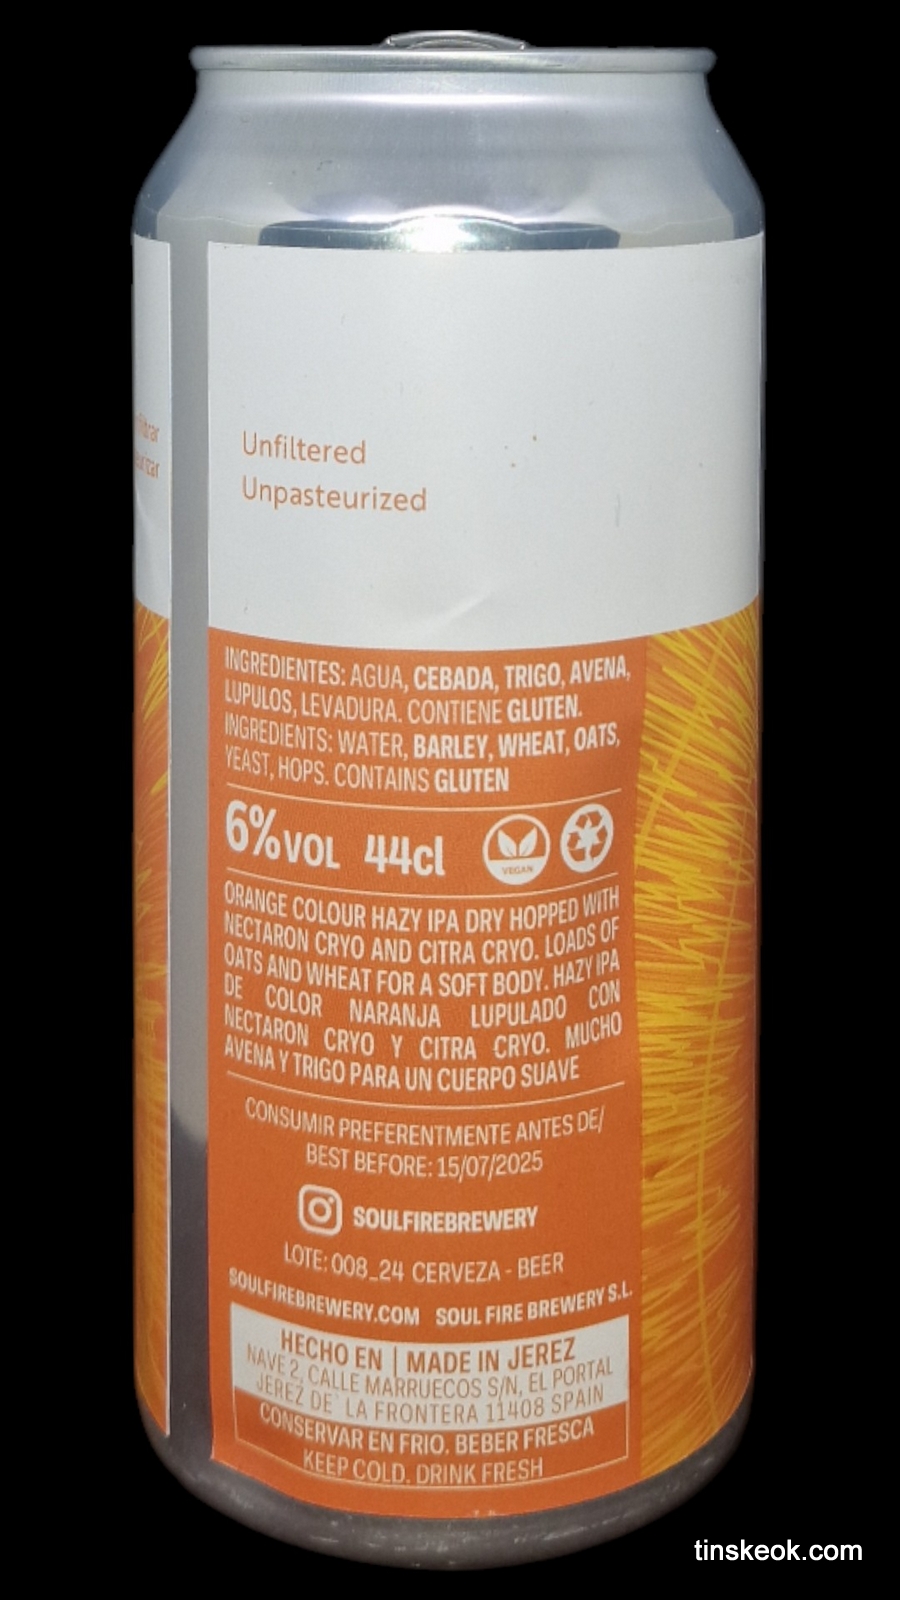 Unfiltered
Unpasteurized
INGREDIENTES: AGUA, CEBADA, TRIGO, AVENA,
LUPULOS, LEVADURA. CONTIENE GLUTEN.
INGREDIENTS: WATER, BARLEY, WHEAT, OATS,
YEAST, HOPS. CONTAINS GLUTEN
6%VOL 44cl
VEGAN
ORANGE COLOUR HAZY IPA DRY HOPPED WITH
NECTARON CRYO AND CITRA CRYO. LOADS OF
OATS AND WHEAT FOR A SOFT BODY. HAZY IPA
DE COLOR NARANJA LUPULADO CON
NECTARON CRYO Y CITRA CRYO. MUCHO
AVENA Y TRIGO PARA UN CUERPO SUAVE
CONSUMIR PREFERENTMENTE ANTES DE/
BEST BEFORE: 15/07/2025
SOULFIREBREWERY
LOTE: 008_24 CERVEZA - BEER
SOULFIREBREWERY.COM SOUL FIRE BREWERY S.L.
HECHO EN | MADE IN JEREZ
NAVE 2, CALLE MARRUECOS S/N, EL PORTAL
JEREZ DE LA FRONTERA 11408 SPAIN
CONSERVAR EN FRIO. BEBER FRESCA
KEEP COLD. DRINK FRESH
tinskeok.com